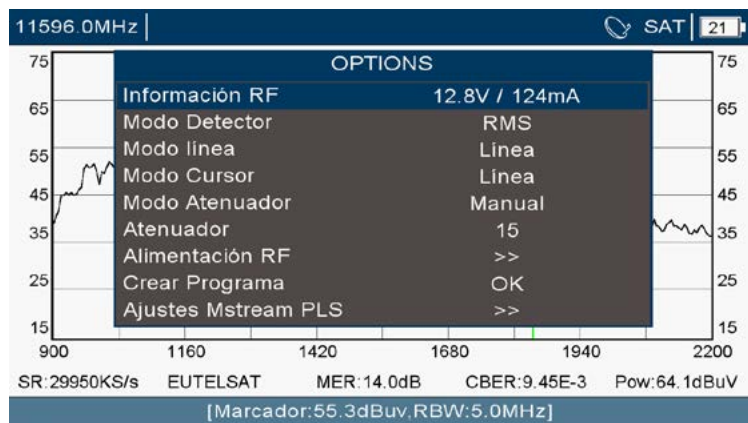 11596.0MHz SAT 21
OPTIONS
Información RF 12.8V / 124mA
Modo Detector RMS
Modo línea Línea
Modo Cursor Línea
Modo Atenuador Manual
Atenuador 15
Alimentación RF >>
Crear Programa OK
Ajustes Mstream PLS >>
75 75
65 65
55 55
45 45
35 35
25 25
15 15
900 1160 1420 1680 1940 2200
SR:29950KS/s EUTELSAT MER:14.0dB CBER:9.45E-3 Pow:64.1dBuV
[Marcador:55.3dBuv,RBW:5.0MHz]